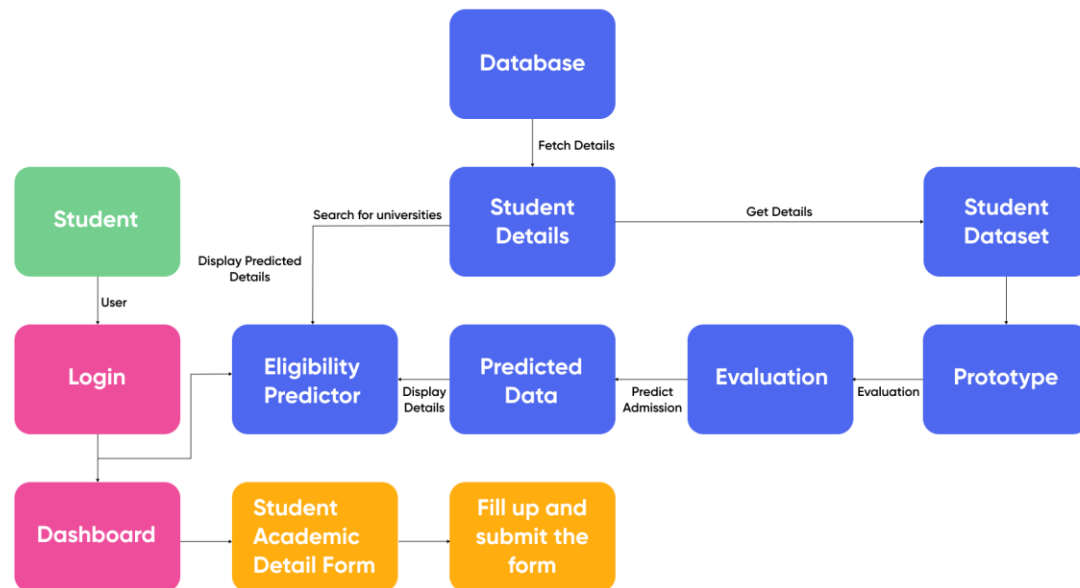 Database
Fetch Details
Student
Search for universities
Student
Details
Get Details
Student
Dataset
Display Predicted
Details
User
Login
Eligibility
Predictor
Display
Details
Predicted
Data
Predict
Admission
Evaluation
Evaluation
Prototype
Dashboard
Student
Academic
Detail Form
Fill up and
submit the
form